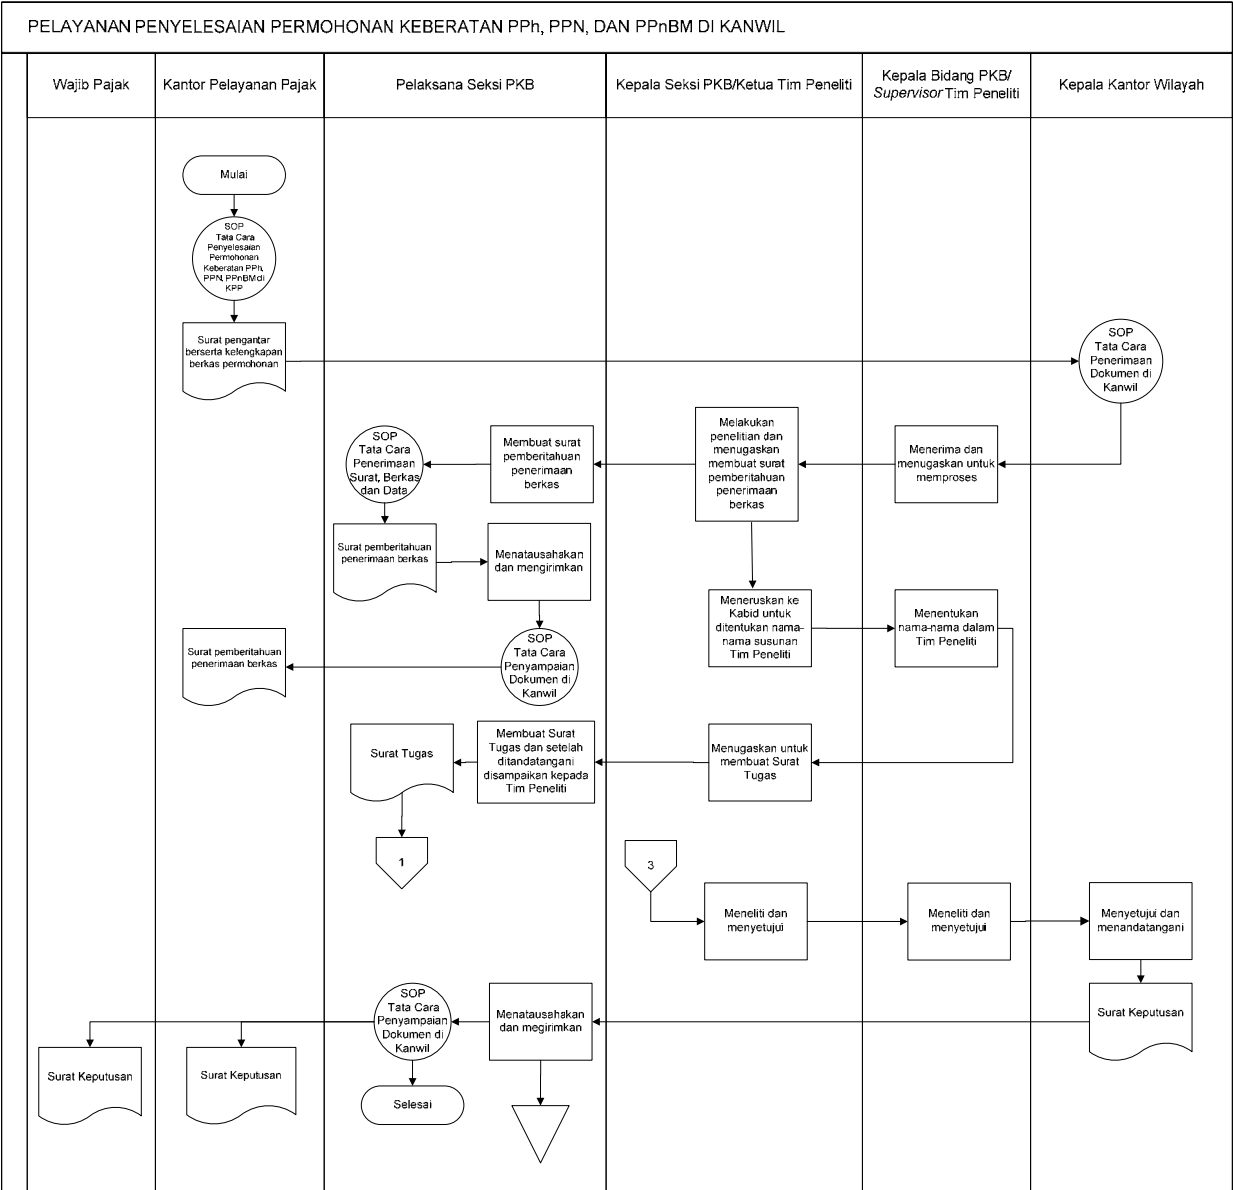 PELAYANAN PENYELESAIAN PERMOHONAN KEBERATAN PPh, PPN, DAN PPnBM DI KANWIL
Wajib Pajak
Kantor Pelayanan Pajak
Pelaksana Seksi PKB
Kepala Seksi PKB/Ketua Tim Peneliti
Kepala Bidang PKB/
Supervisor Tim Peneliti
Kepala Kantor Wilayah
Mulai
SOP
Tata Cara
Penyelesaian
Permohonan
Keberatan PPh,
PPN, PPnBM di
KPP
Surat pengantar
berserta kelengkapan
berkas permohonan
SOP
Tata Cara
Penerimaan
Dokumen di
Kanwil
Menerima dan
menugaskan untuk
memproses
Melakukan
penelitian dan
menugaskan
membuat surat
pemberitahuan
penerimaan
berkas
Membuat surat
pemberitahuan
penerimaan
berkas
SOP
Tata Cara
Penerimaan
Surat, Berkas
dan Data
Surat pemberitahuan
penerimaan berkas
Menatausahakan
dan mengirimkan
SOP
Tata Cara
Penyampaian
Dokumen di
Kanwil
Surat pemberitahuan
penerimaan berkas
Meneruskan ke
Kabid untuk
ditentukan nama-
nama susunan
Tim Peneliti
Menentukan
nama-nama dalam
Tim Peneliti
Menugaskan untuk
membuat Surat
Tugas
Membuat Surat
Tugas dan setelah
ditandatangani
disampaikan kepada
Tim Peneliti
Surat Tugas
1
3
Meneliti dan
menyetujui
Meneliti dan
menyetujui
Menyetujui dan
menandatangani
Surat Keputusan
Menatausahakan
dan megirimkan
SOP
Tata Cara
Penyampaian
Dokumen di
Kanwil
Surat Keputusan
Surat Keputusan
Selesai